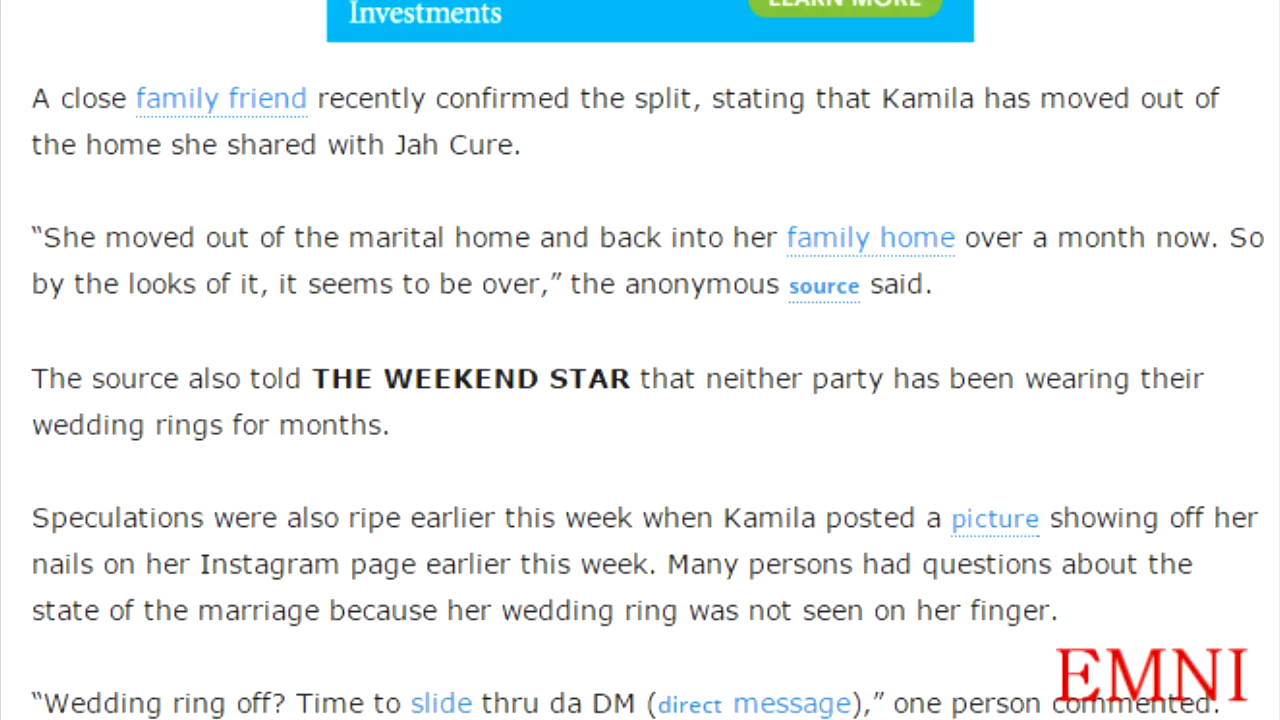 Investments
LEARN MORE
A close family friend recently confirmed the split, stating that Kamila has moved out of
the home she shared with Jah Cure.
“She moved out of the marital home and back into her family home over a month now. So
by the looks of it, it seems to be over,” the anonymous source said.
The source also told THE WEEKEND STAR that neither party has been wearing their
wedding rings for months.
Speculations were also ripe earlier this week when Kamila posted a picture showing off her
nails on her Instagram page earlier this week. Many persons had questions about the
state of the marriage because her wedding ring was not seen on her finger.
EMNI
“Wedding ring off? Time to slide thru da DM (direct message),” one person commented.